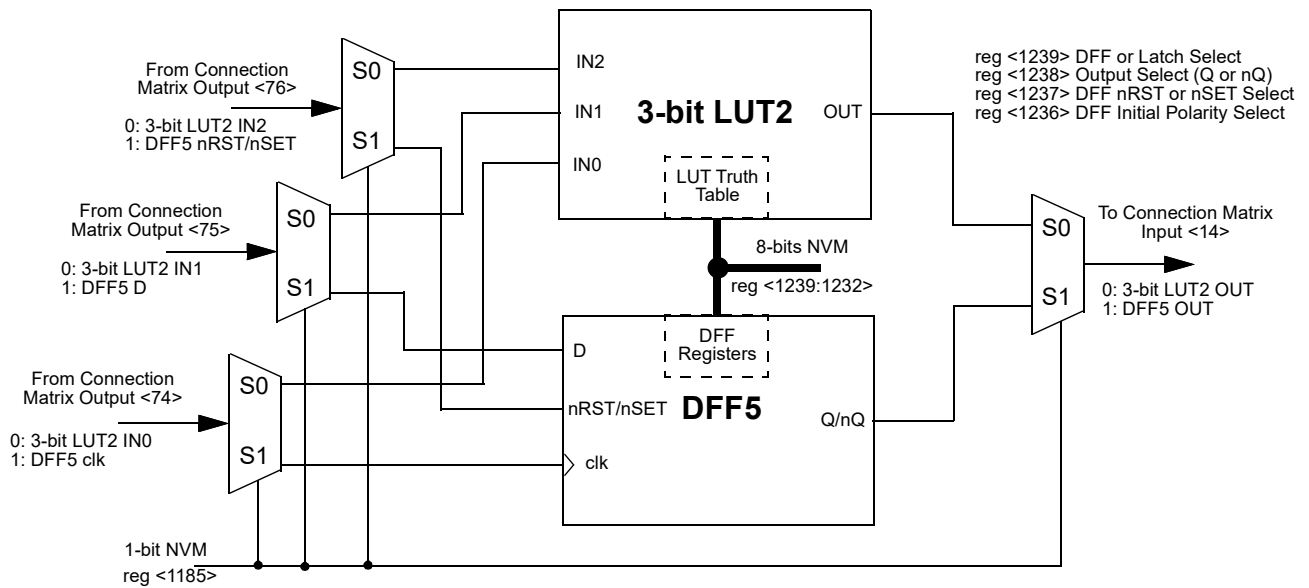 From Connection
Matrix Output <76>
0: 3-bit LUT2 IN2
1: DFF5 nRST/nSET
S0
S1
IN2
IN1
IN0
3-bit LUT2
OUT
LUT Truth
Table
reg <1239> DFF or Latch Select
reg <1238> Output Select (Q or nQ)
reg <1237> DFF nRST or nSET Select
reg <1236> DFF Initial Polarity Select
From Connection
Matrix Output <75>
0: 3-bit LUT2 IN1
1: DFF5 D
S0
S1
8-bits NVM
reg <1239:1232>
S0
S1
To Connection Matrix
Input <14>
0: 3-bit LUT2 OUT
1: DFF5 OUT
From Connection
Matrix Output <74>
0: 3-bit LUT2 IN0
1: DFF5 clk
S0
S1
D
nRST/nSET
clk
DFF
Registers
DFF5
Q/nQ
1-bit NVM
reg <1185>